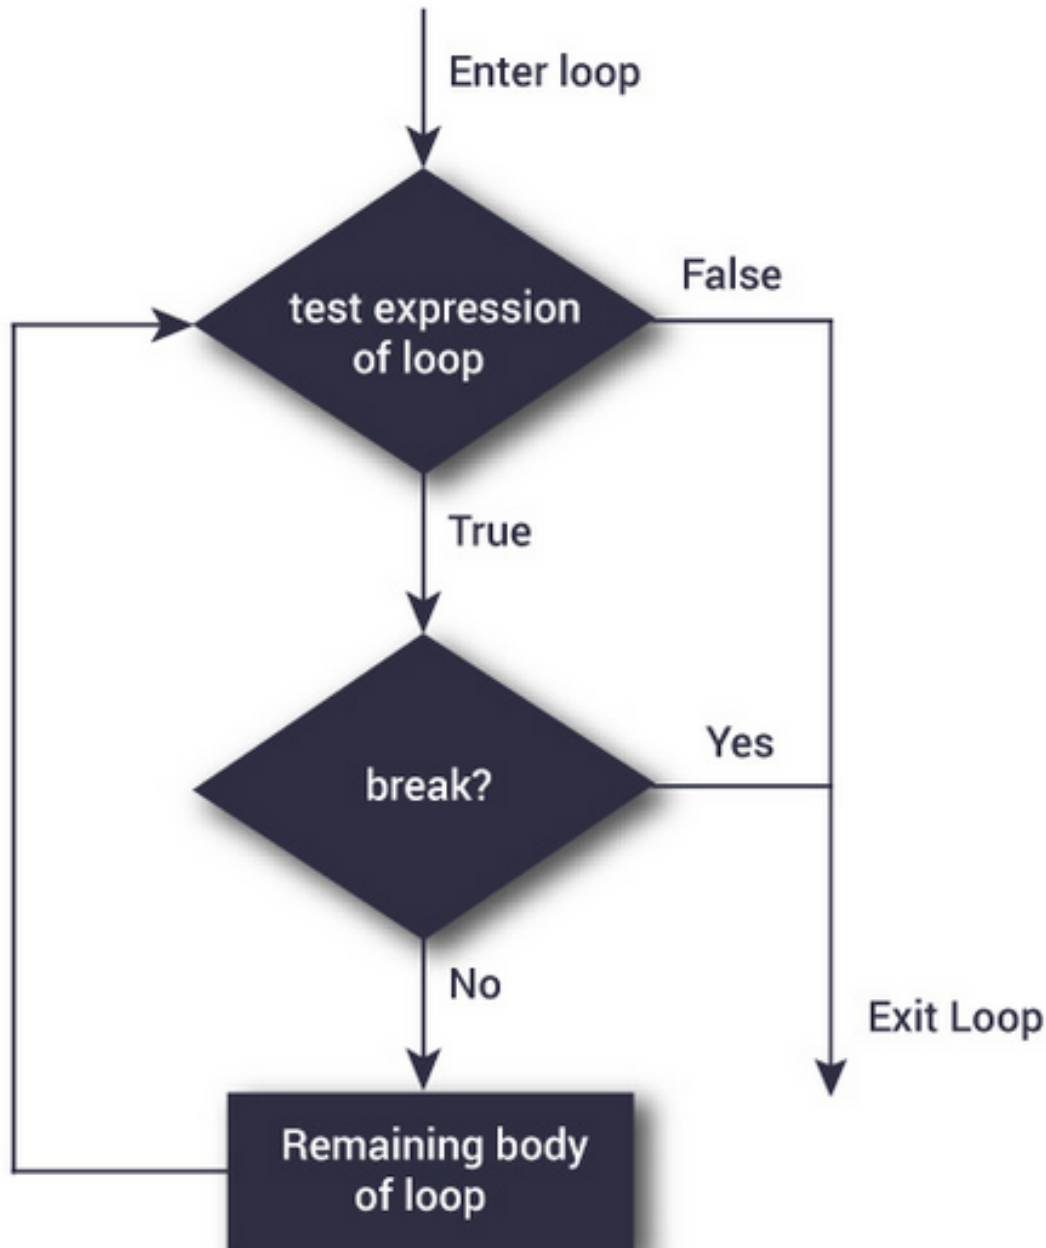 Enter loop
False
test expression
of loop
True
Yes
break?
No
Exit Loop
Remaining body
of loop